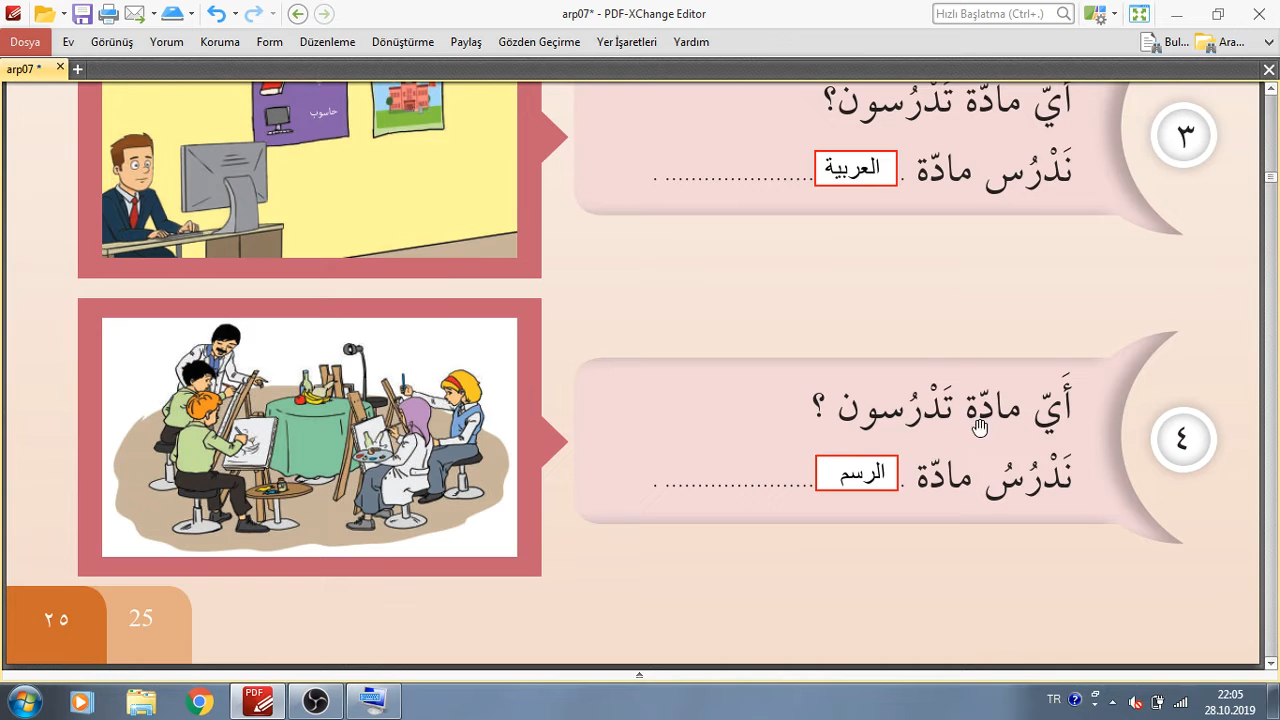 arp07* - PDF-XChange Editor
Hızlı Başlatma (Ctrl+.)
Dosya Ev Görünüş Yorum Koruma Form Düzenleme Dönüştürme Paylaş Gözden Geçirme Yer İşaretleri Yardım Bul... Ara...
arp07 *
حاسوب
أَيّ مادّة تَدْرُسون؟
٣
نَدْرُس مادّة . العربية ...................... .
أَيّ مادّة تَدْرُسون ؟
٤
نَدْرُسُ مادّة . الرسم ...................... .
٢٥ 25
PDF
TR
22:05
28.10.2019